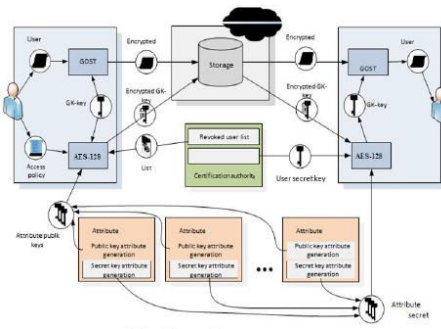 User
GOST
Encrypted
Encrypted
Storage
GOST
User
GK-key
Encrypted GK-
key
Encrypted GK-
key
GK-key
Access
policy
AES-128
List
Revoked user list
Certification authority
User secretkey
AES-128
Attribute publik
keys
Attribute
Public key attribute
generation
Secret key attribute
generation
Attribute
Public key attribute
generation
Secret key attribute
generation
...
Attribute
Public key attribute
generation
Secret key attribute
generation
Attribute
secret